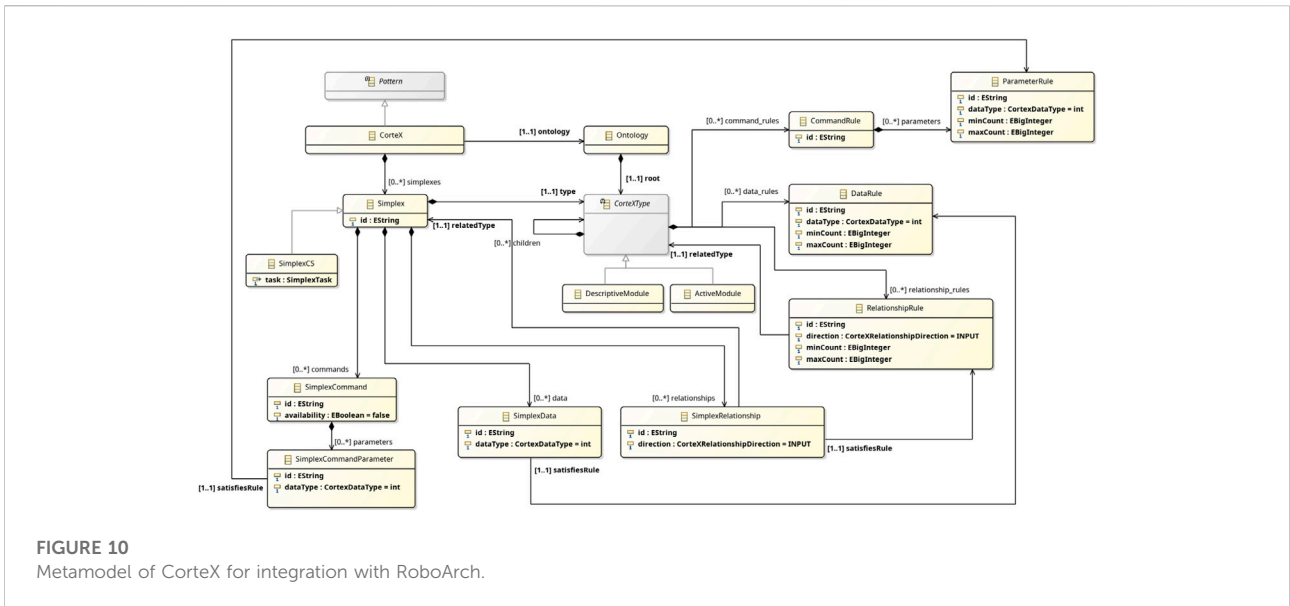 Pattern
ParameterRule
id : EString
dataType : CortexDataType = int
minCount : EBigInteger
maxCount : EBigInteger
[0..*] command_rules
CommandRule
id : EString
[0..*] parameters
CorteX
[1..1] ontology
Ontology
[0..*] simplexes
[1..1] root
Simplex
id : EString
[1..1] type
[1..1] relatedType
CorteXType
[0..*] children
[1..1] relatedType
[0..*] data_rules
DataRule
id : EString
dataType : CortexDataType = int
minCount : EBigInteger
maxCount : EBigInteger
SimplexCS
task : SimplexTask
DescriptiveModule
ActiveModule
[0..*] relationship_rules
RelationshipRule
id : EString
direction : CorteXRelationshipDirection = INPUT
minCount : EBigInteger
maxCount : EBigInteger
[0..*] commands
SimplexCommand
id : EString
availability : EBoolean = false
[0..*] parameters
SimplexCommandParameter
id : EString
dataType : CortexDataType = int
[1..1] satisfiesRule
[0..*] data
SimplexData
id : EString
dataType : CortexDataType = int
[1..1] satisfiesRule
[0..*] relationships
SimplexRelationship
id : EString
direction : CorteXRelationshipDirection = INPUT
[1..1] satisfiesRule
FIGURE 10
Metamodel of CorteX for integration with RoboArch.